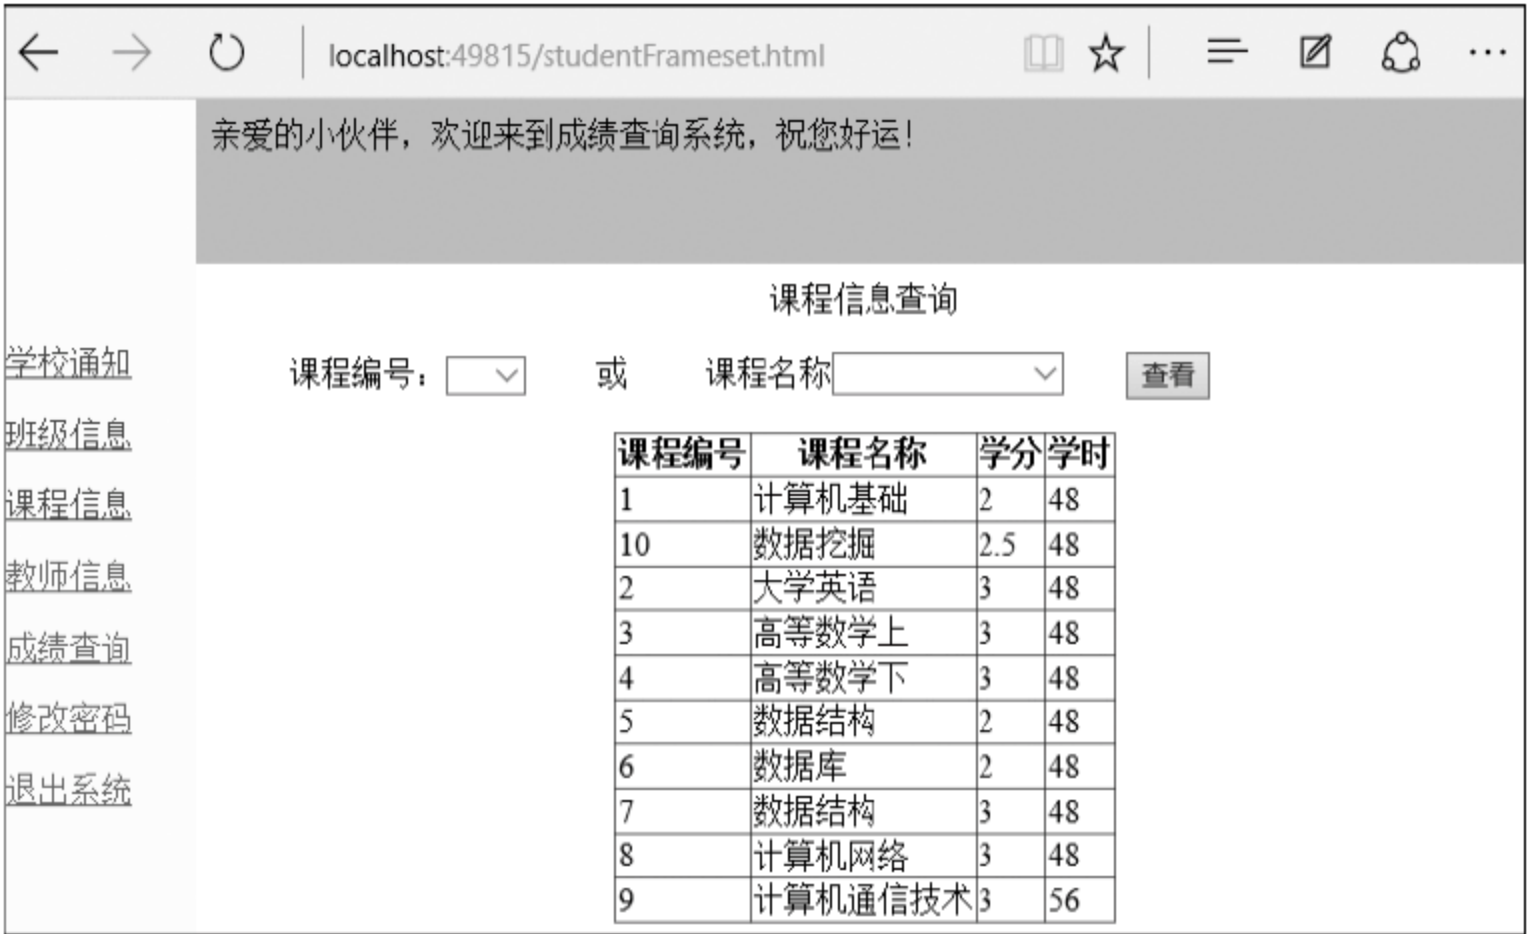 localhost:49815/studentFrameset.html
亲爱的小伙伴，欢迎来到成绩查询系统，祝您好运！
学校通知
班级信息
课程信息
教师信息
成绩查询
修改密码
退出系统
课程信息查询
课程编号： 或 课程名称 查看
课程编号 课程名称 学分 学时
1 计算机基础 2 48
10 数据挖掘 2.5 48
2 大学英语 3 48
3 高等数学上 3 48
4 高等数学下 3 48
5 数据结构 2 48
6 数据库 2 48
7 数据结构 3 48
8 计算机网络 3 48
9 计算机通信技术 3 56